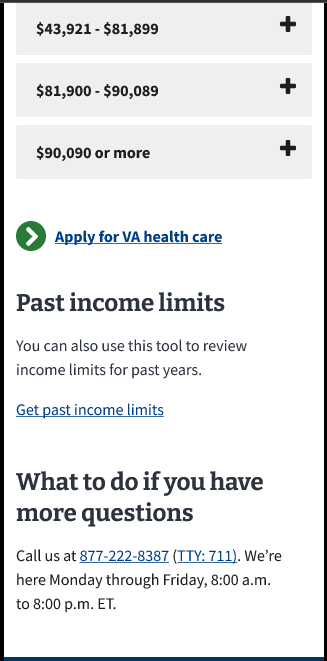 $43,921 - $81,899
$81,900 - $90,089
$90,090 or more
Apply for VA health care
Past income limits
You can also use this tool to review
income limits for past years.
Get past income limits
What to do if you have
more questions
Call us at 877-222-8387 (TTY: 711). We’re
here Monday through Friday, 8:00 a.m.
to 8:00 p.m. ET.